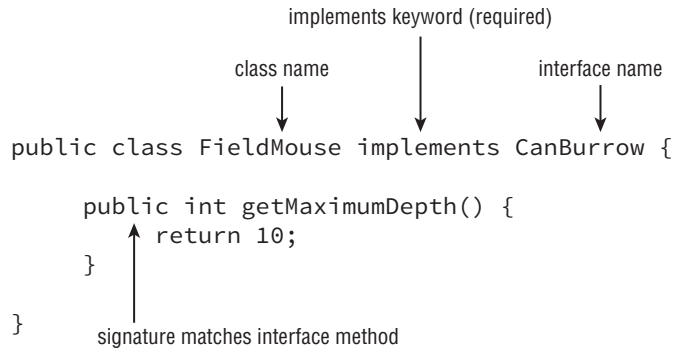 implements keyword (required)
class name
interface name
public class FieldMouse implements CanBurrow {
public int getMaximumDepth() {
return 10;
}
}
signature matches interface method